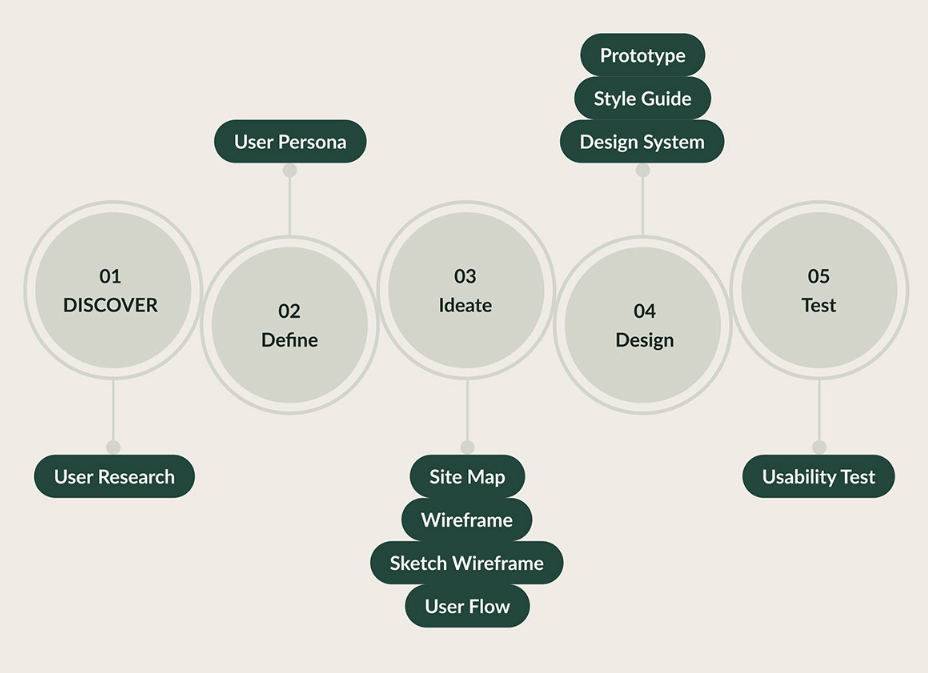 01
DISCOVER
User Research
User Persona
02
Define
03
Ideate
Site Map
Wireframe
Sketch Wireframe
User Flow
Prototype
Style Guide
Design System
04
Design
05
Test
Usability Test